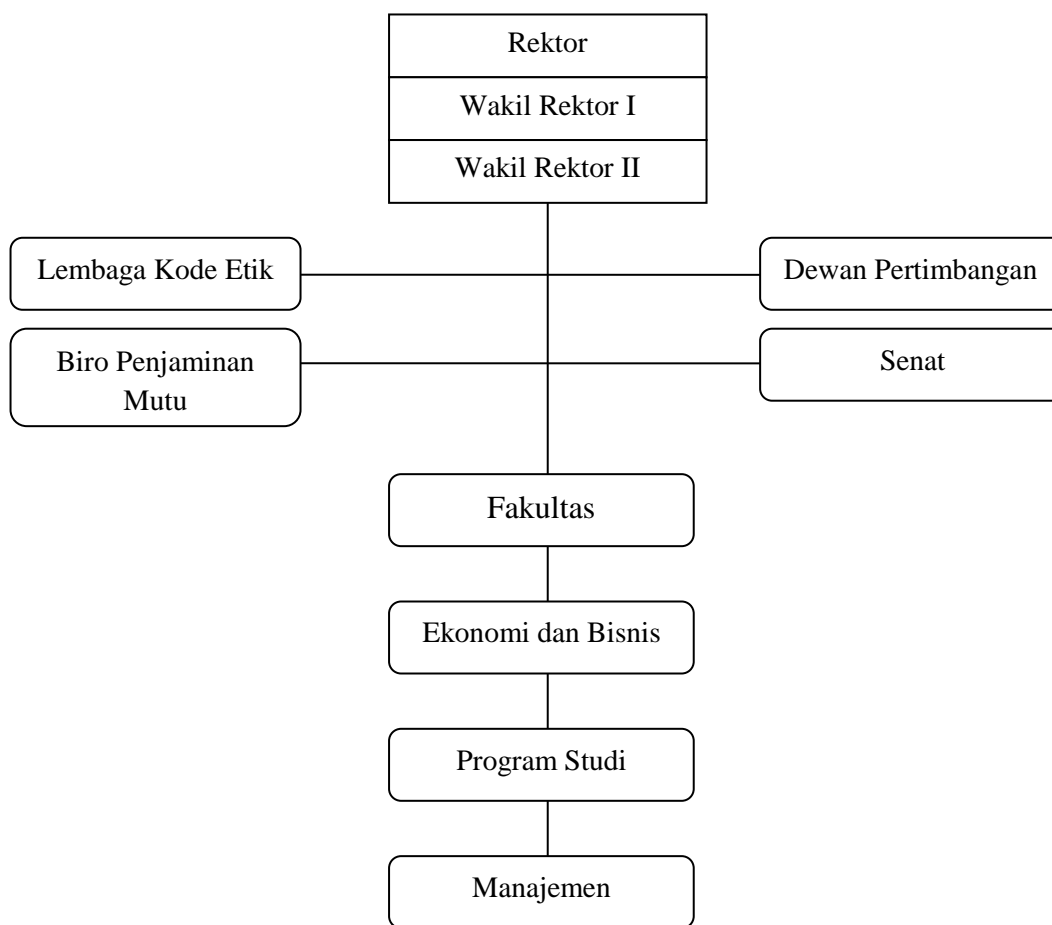 Rektor
Wakil Rektor I
Wakil Rektor II
Lembaga Kode Etik
Dewan Pertimbangan
Biro Penjaminan
Mutu
Senat
Fakultas
Ekonomi dan Bisnis
Program Studi
Manajemen